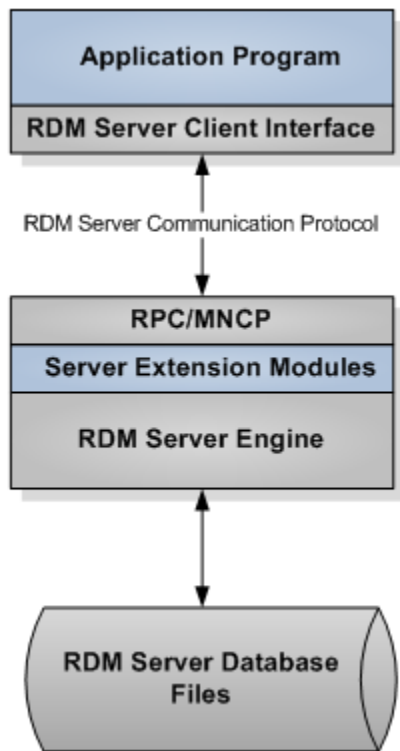 Application Program
RDM Server Client Interface
RDM Server Communication Protocol
RPC/MNCP
Server Extension Modules
RDM Server Engine
RDM Server Database
Files